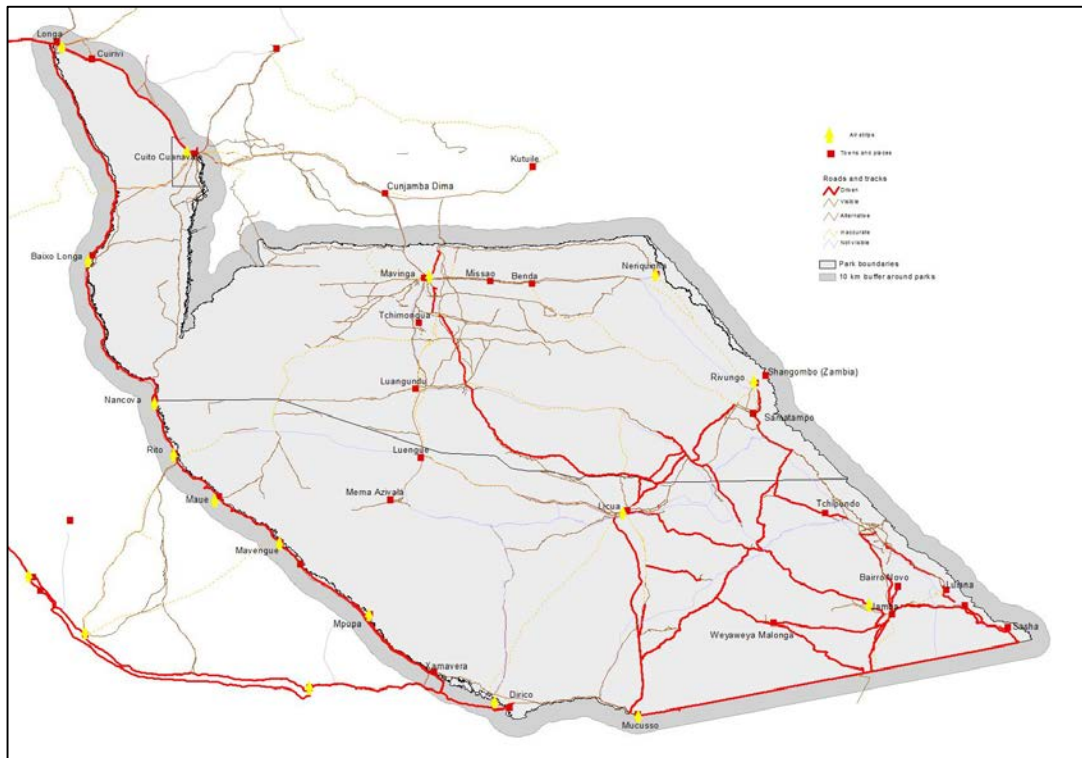 Longa
Cuirivi
Cuito Cuanavale
Kutuile
Cunjamba Dima
Baixo Longa
Mavinga
Missao
Benda
Neriquinha
Tchimongua
Shangombo (Zambia)
Rivungo
Luangundu
Nancova
Samatampo
Rito
Luengue
Mema Azivala
Maue
Licua
Tchipundo
Mavengue
Bairro Novo
Luiana
Jamba
Mpupa
Weyaweya Malonga
Sasha
Xamavera
Dirico
Mucusso
Air strips
Towns and places
Roads and tracks
Driven
Visible
Alternative
Inaccurate
Not visible
Park boundaries
10 km buffer around parks